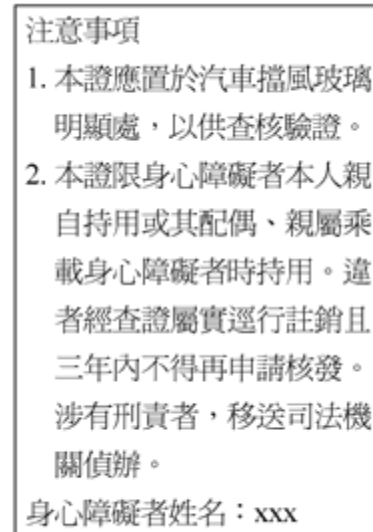 注意事項
1. 本證應置於汽車擋風玻璃
明顯處，以供查核驗證。
2. 本證限身心障礙者本人親
自持用或其配偶、親屬乘
載身心障礙者時持用。違
者經查證屬實逕行註銷且
三年內不得再申請核發。
涉有刑責者，移送司法機
關偵辦。
身心障礙者姓名：xxx